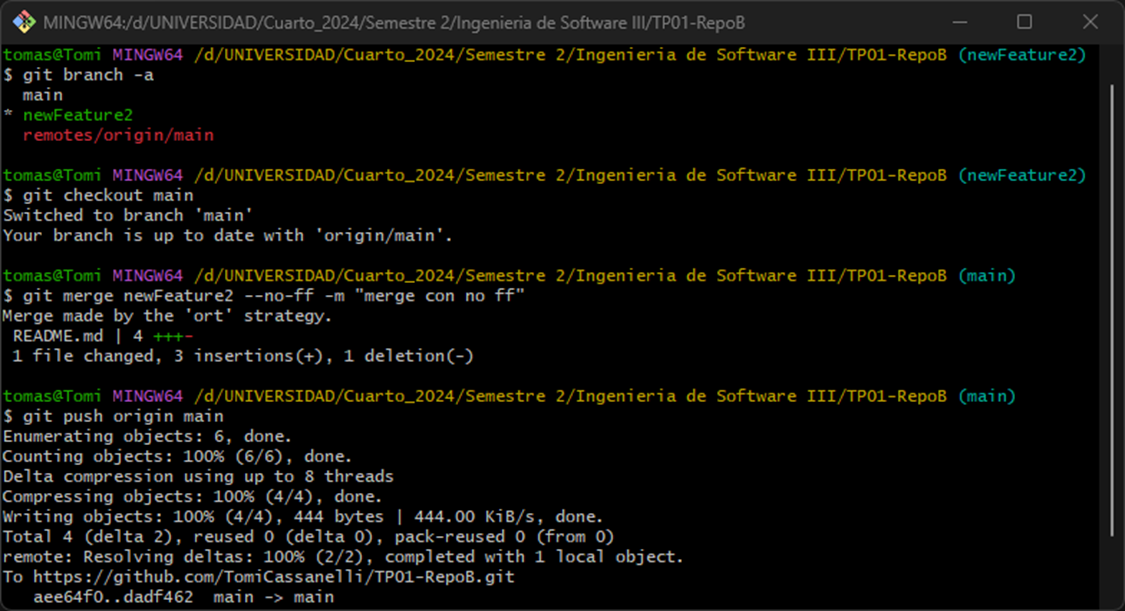 MINGW64:/d/UNIVERSIDAD/Cuarto_2024/Semestre 2/Ingenieria de Software III/TP01-RepoB
tomas@Tomi MINGW64 /d/UNIVERSIDAD/Cuarto_2024/Semestre 2/Ingenieria de Software III/TP01-RepoB (newFeature2)
$ git branch -a
  main
* newFeature2
  remotes/origin/main

tomas@Tomi MINGW64 /d/UNIVERSIDAD/Cuarto_2024/Semestre 2/Ingenieria de Software III/TP01-RepoB (newFeature2)
$ git checkout main
Switched to branch 'main'
Your branch is up to date with 'origin/main'.

tomas@Tomi MINGW64 /d/UNIVERSIDAD/Cuarto_2024/Semestre 2/Ingenieria de Software III/TP01-RepoB (main)
$ git merge newFeature2 --no-ff -m "merge con no ff"
Merge made by the 'ort' strategy.
 README.md | 4 +++-
 1 file changed, 3 insertions(+), 1 deletion(-)

tomas@Tomi MINGW64 /d/UNIVERSIDAD/Cuarto_2024/Semestre 2/Ingenieria de Software III/TP01-RepoB (main)
$ git push origin main
Enumerating objects: 6, done.
Counting objects: 100% (6/6), done.
Delta compression using up to 8 threads
Compressing objects: 100% (4/4), done.
Writing objects: 100% (4/4), 444 bytes | 444.00 KiB/s, done.
Total 4 (delta 2), reused 0 (delta 0), pack-reused 0 (from 0)
remote: Resolving deltas: 100% (2/2), completed with 1 local object.
To https://github.com/TomiCassanelli/TP01-RepoB.git
   aee64f0..dadf462  main -> main